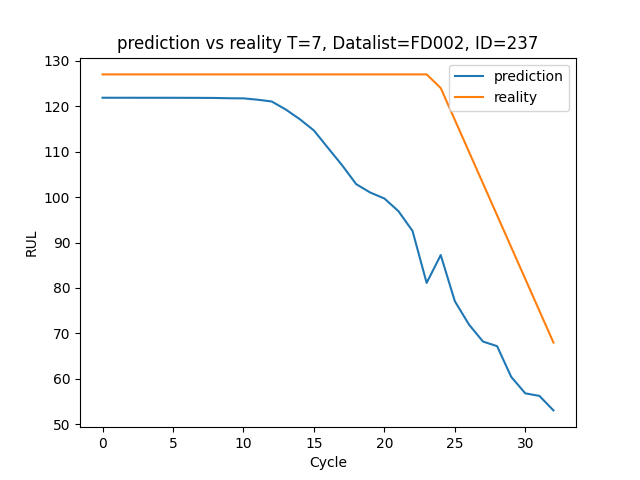 prediction vs reality T=7, Datalist=FD002, ID=237
prediction
reality
130
120
110
100
90
80
70
60
50
RUL
0 5 10 15 20 25 30
Cycle